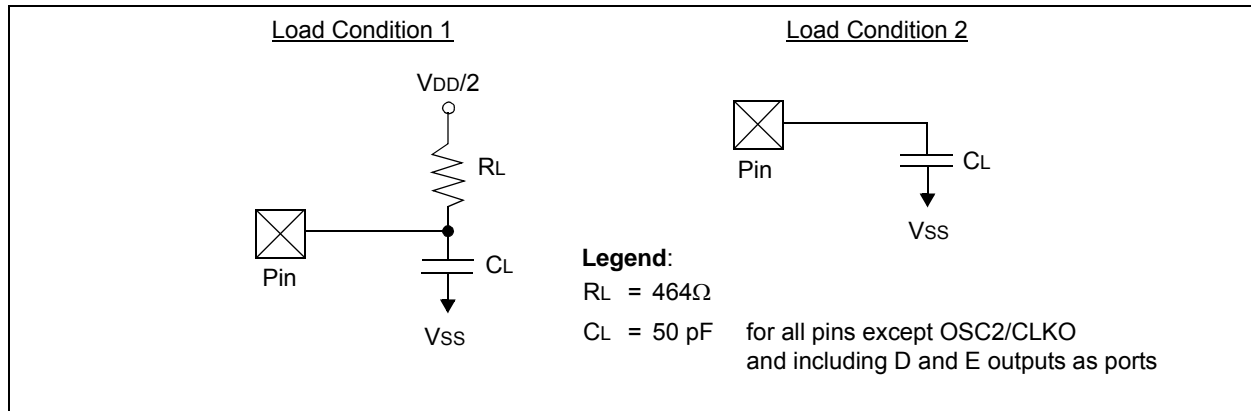 Load Condition 1
VDD/2
RL
Pin
CL
VSS
Load Condition 2
Pin
CL
VSS
Legend:
RL = 464Ω
CL = 50 pF for all pins except OSC2/CLKO
and including D and E outputs as ports